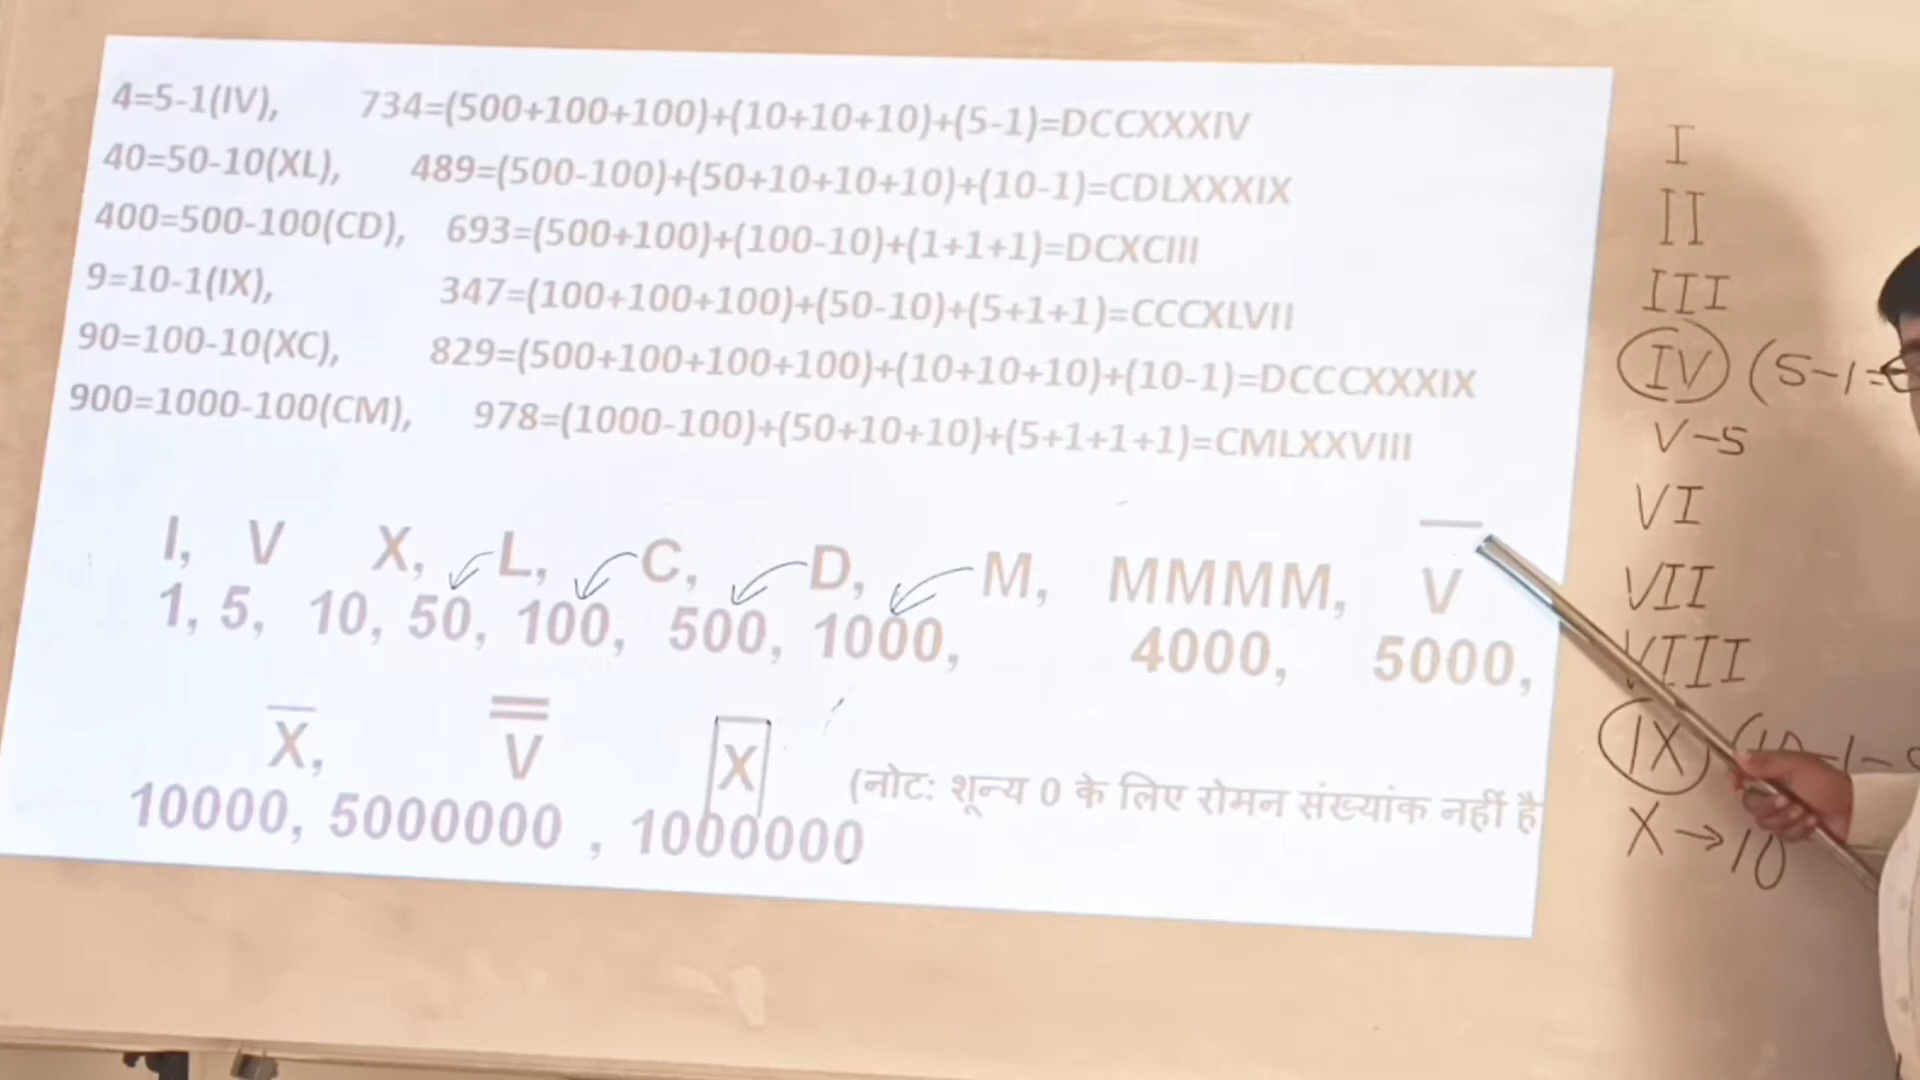 4=5-1(IV), 734=(500+100+100)+(10+10+10)+(5-1)=DCCXXXIV
40=50-10(XL), 489=(500-100)+(50+10+10+10)+(10-1)=CDLXXXIX
400=500-100(CD), 693=(500+100)+(100-10)+(1+1+1)=DCXCIII
9=10-1(IX), 347=(100+100+100)+(50-10)+(5+1+1)=CCCXLVII
90=100-10(XC), 829=(500+100+100+100)+(10+10+10)+(10-1)=DCCCXXXIX
900=1000-100(CM), 978=(1000-100)+(50+10+10)+(5+1+1+1)=CMLXXVIII
I, V X, L, C, D, M, MMMM, V̅
1, 5, 10, 50, 100, 500, 1000, 4000, 5000,
X̅, V̿ X
10000, 5000000 , 1000000
(नोट: शून्य 0 के लिए रोमन संख्यांक नहीं है
I
II
III
IV (5-1=
V-5
VI
VII
VIII
IX (10-1-
X→10